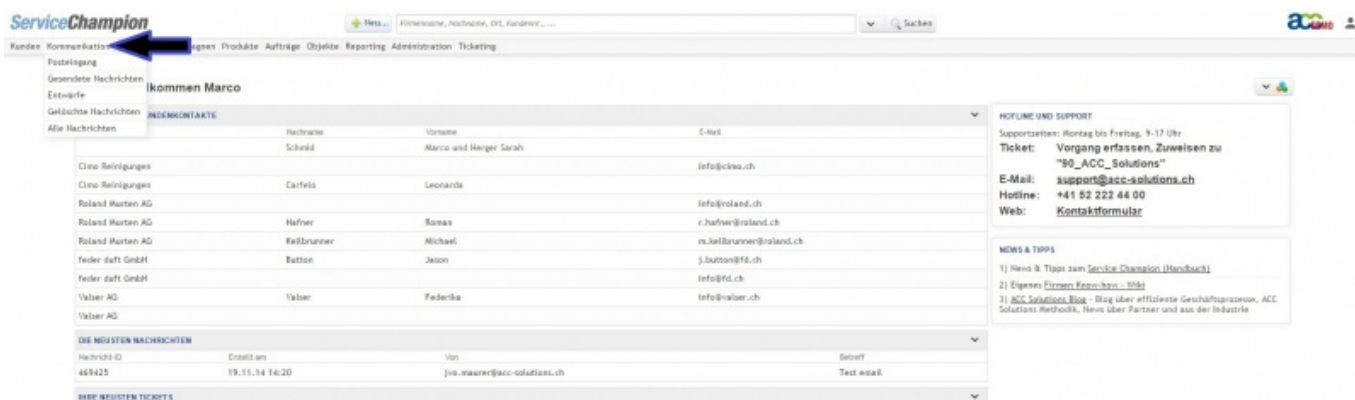 ServiceChampion
Neu... Firmenname, Nachname, Ort, Kundennr., ... Suchen
acc DEMO
Kunden Kommunikation agnen Produkte Aufträge Objekte Reporting Administration Ticketing
Posteingang
Gesendete Nachrichten
Entwürfe
Gelöschte Nachrichten
Alle Nachrichten
lkommen Marco
UNDENKONTAKTE
Nachname Vorname E-Mail
Schmid Marco und Herger Sarah
Cimo Reinigungen info@cimo.ch
Cimo Reinigungen Carfelo Leonarda
Roland Murten AG info@roland.ch
Roland Murten AG Hafner Roman r.hafner@roland.ch
Roland Murten AG Kellbrunner Michael m.kellbrunner@roland.ch
feder duft GmbH Button Jason j.button@fd.ch
feder duft GmbH info@fd.ch
Valser AG Valser Federika info@valser.ch
Valser AG
DIE NEUSTEN NACHRICHTEN
Nachricht-ID Erstellt am Von Betreff
469425 19.11.14 14:20 jva.maurer@acc-solutions.ch Test email
IHRE NEUSTEN TICKETS
HOTLINE UND SUPPORT
Supportzeiten: Montag bis Freitag, 9-17 Uhr
Ticket: Vorgang erfassen, Zuweisen zu
"90_ACC_Solutions"
E-Mail: support@acc-solutions.ch
Hotline: +41 52 222 44 00
Web: Kontaktformular
NEWS & TIPPS
1) News & Tipps zum Service Champion (Handbuch)
2) Eigenes Firmen Know-how - Wiki
3) ACC Solutions Blog - Blog über effiziente Geschäftsprozesse, ACC
Solutions Methodik, News über Partner und aus der Industrie